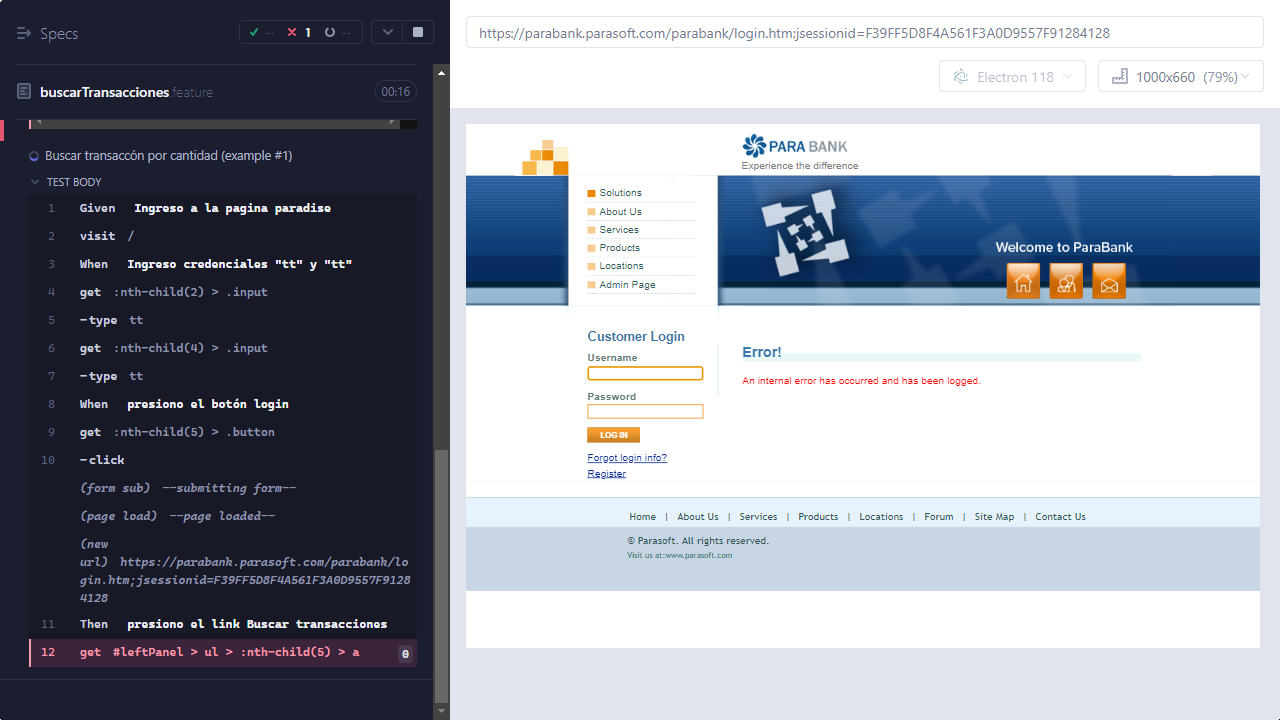 Specs
-- 1 --
buscarTransacciones feature 00:16
Buscar transaccón por cantidad (example #1)
TEST BODY
1 Given Ingreso a la pagina paradise
2 visit /
3 When Ingreso credenciales "tt" y "tt"
4 get :nth-child(2) > .input
5 -type tt
6 get :nth-child(4) > .input
7 -type tt
8 When presiono el botón login
9 get :nth-child(5) > .button
10 -click
(form sub) --submitting form--
(page load) --page loaded--
(new
url) https://parabank.parasoft.com/parabank/lo
gin.htm;jsessionid=F39FF5D8F4A561F3A0D9557F9128
4128
11 Then presiono el link Buscar transacciones
12 get #leftPanel > ul > :nth-child(5) > a 0
https://parabank.parasoft.com/parabank/login.htm;jsessionid=F39FF5D8F4A561F3A0D9557F91284128
Electron 118
1000x660 (79%)
PARA BANK
Experience the difference
Solutions
About Us
Services
Products
Locations
Admin Page
Welcome to ParaBank
Customer Login
Username
Password
LOG IN
Forgot login info?
Register
Error!
An internal error has occurred and has been logged.
Home | About Us | Services | Products | Locations | Forum | Site Map | Contact Us
© Parasoft. All rights reserved.
Visit us at:www.parasoft.com